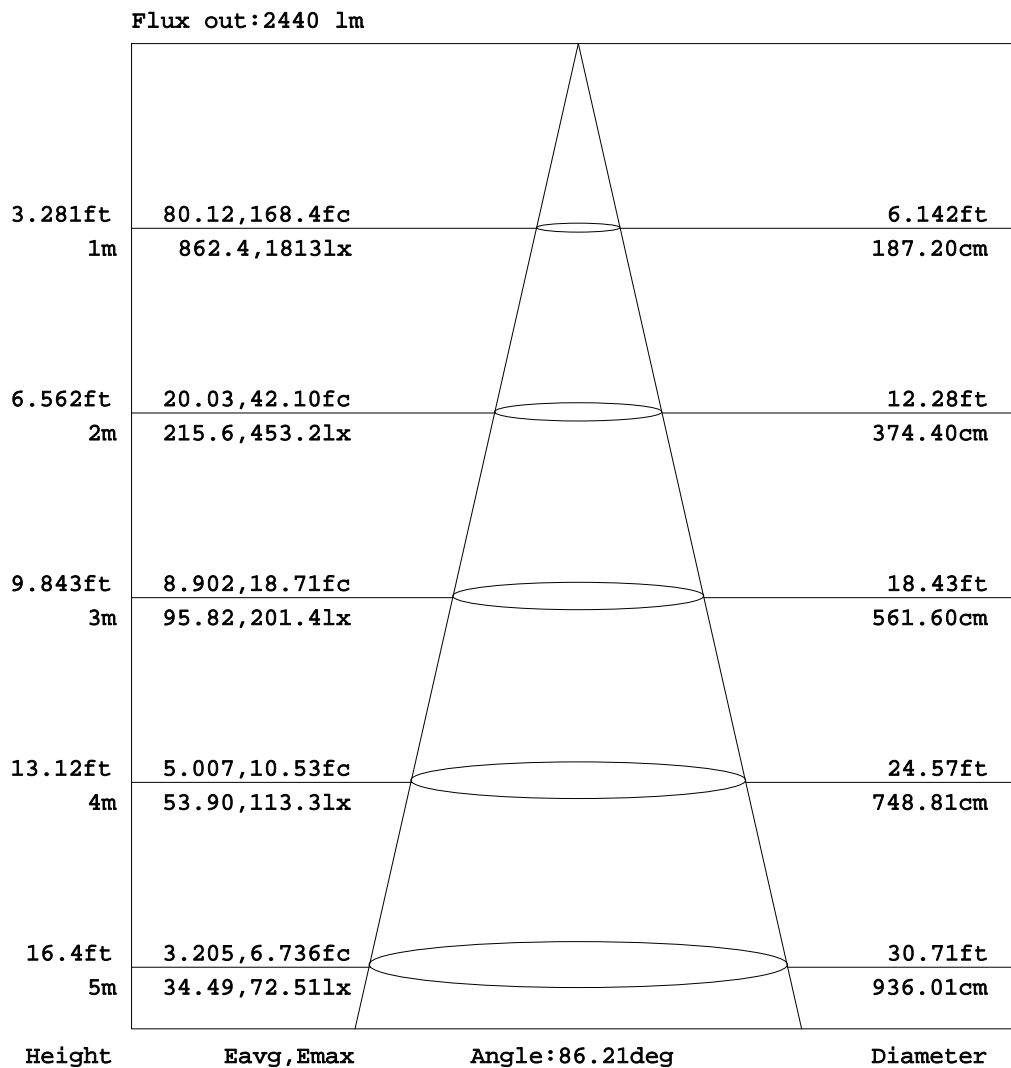 Flux out:2440 lm
3.281ft 80.12,168.4fc 6.142ft
1m 862.4,1813lx 187.20cm
6.562ft 20.03,42.10fc 12.28ft
2m 215.6,453.2lx 374.40cm
9.843ft 8.902,18.71fc 18.43ft
3m 95.82,201.4lx 561.60cm
13.12ft 5.007,10.53fc 24.57ft
4m 53.90,113.3lx 748.81cm
16.4ft 3.205,6.736fc 30.71ft
5m 34.49,72.51lx 936.01cm
Height Eavg,Emax Angle:86.21deg Diameter